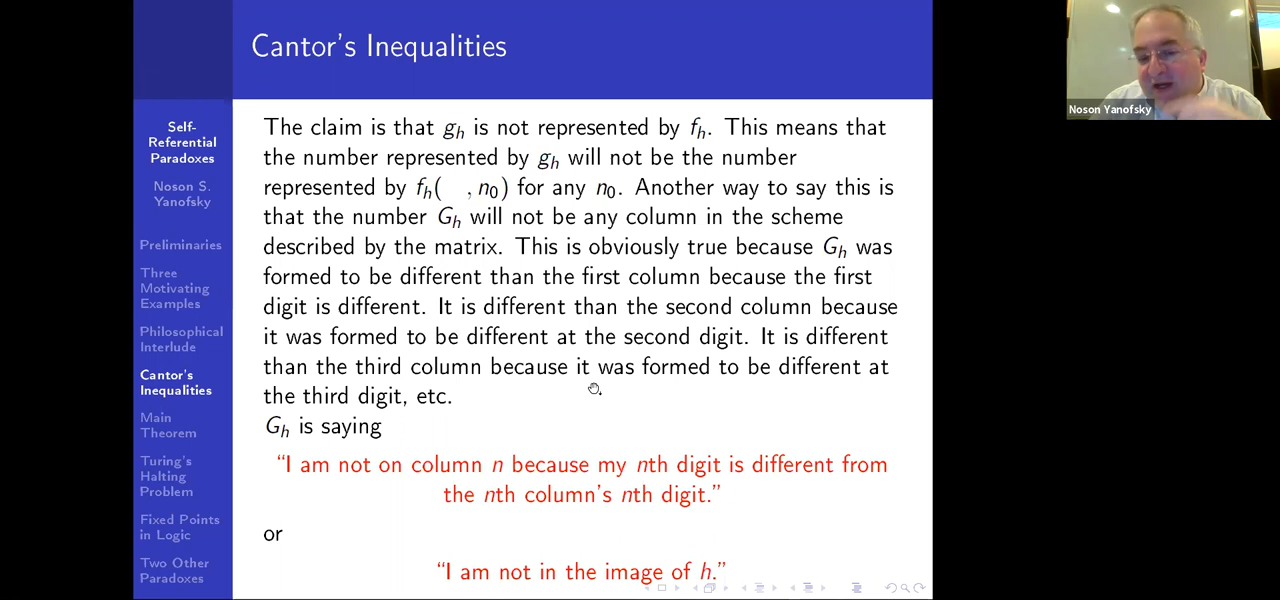 Cantor's Inequalities
Self-
Referential
Paradoxes
Noson S.
Yanofsky
Preliminaries
Three
Motivating
Examples
Philosophical
Interlude
Cantor's
Inequalities
Main
Theorem
Turing's
Halting
Problem
Fixed Points
in Logic
Two Other
Paradoxes
The claim is that g_h is not represented by f_h. This means that
the number represented by g_h will not be the number
represented by f_h(  , n_0) for any n_0. Another way to say this is
that the number G_h will not be any column in the scheme
described by the matrix. This is obviously true because G_h was
formed to be different than the first column because the first
digit is different. It is different than the second column because
it was formed to be different at the second digit. It is different
than the third column because it was formed to be different at
the third digit, etc.
G_h is saying
“I am not on column n because my nth digit is different from
the nth column's nth digit.”
or
“I am not in the image of h.”
Noson Yanofsky